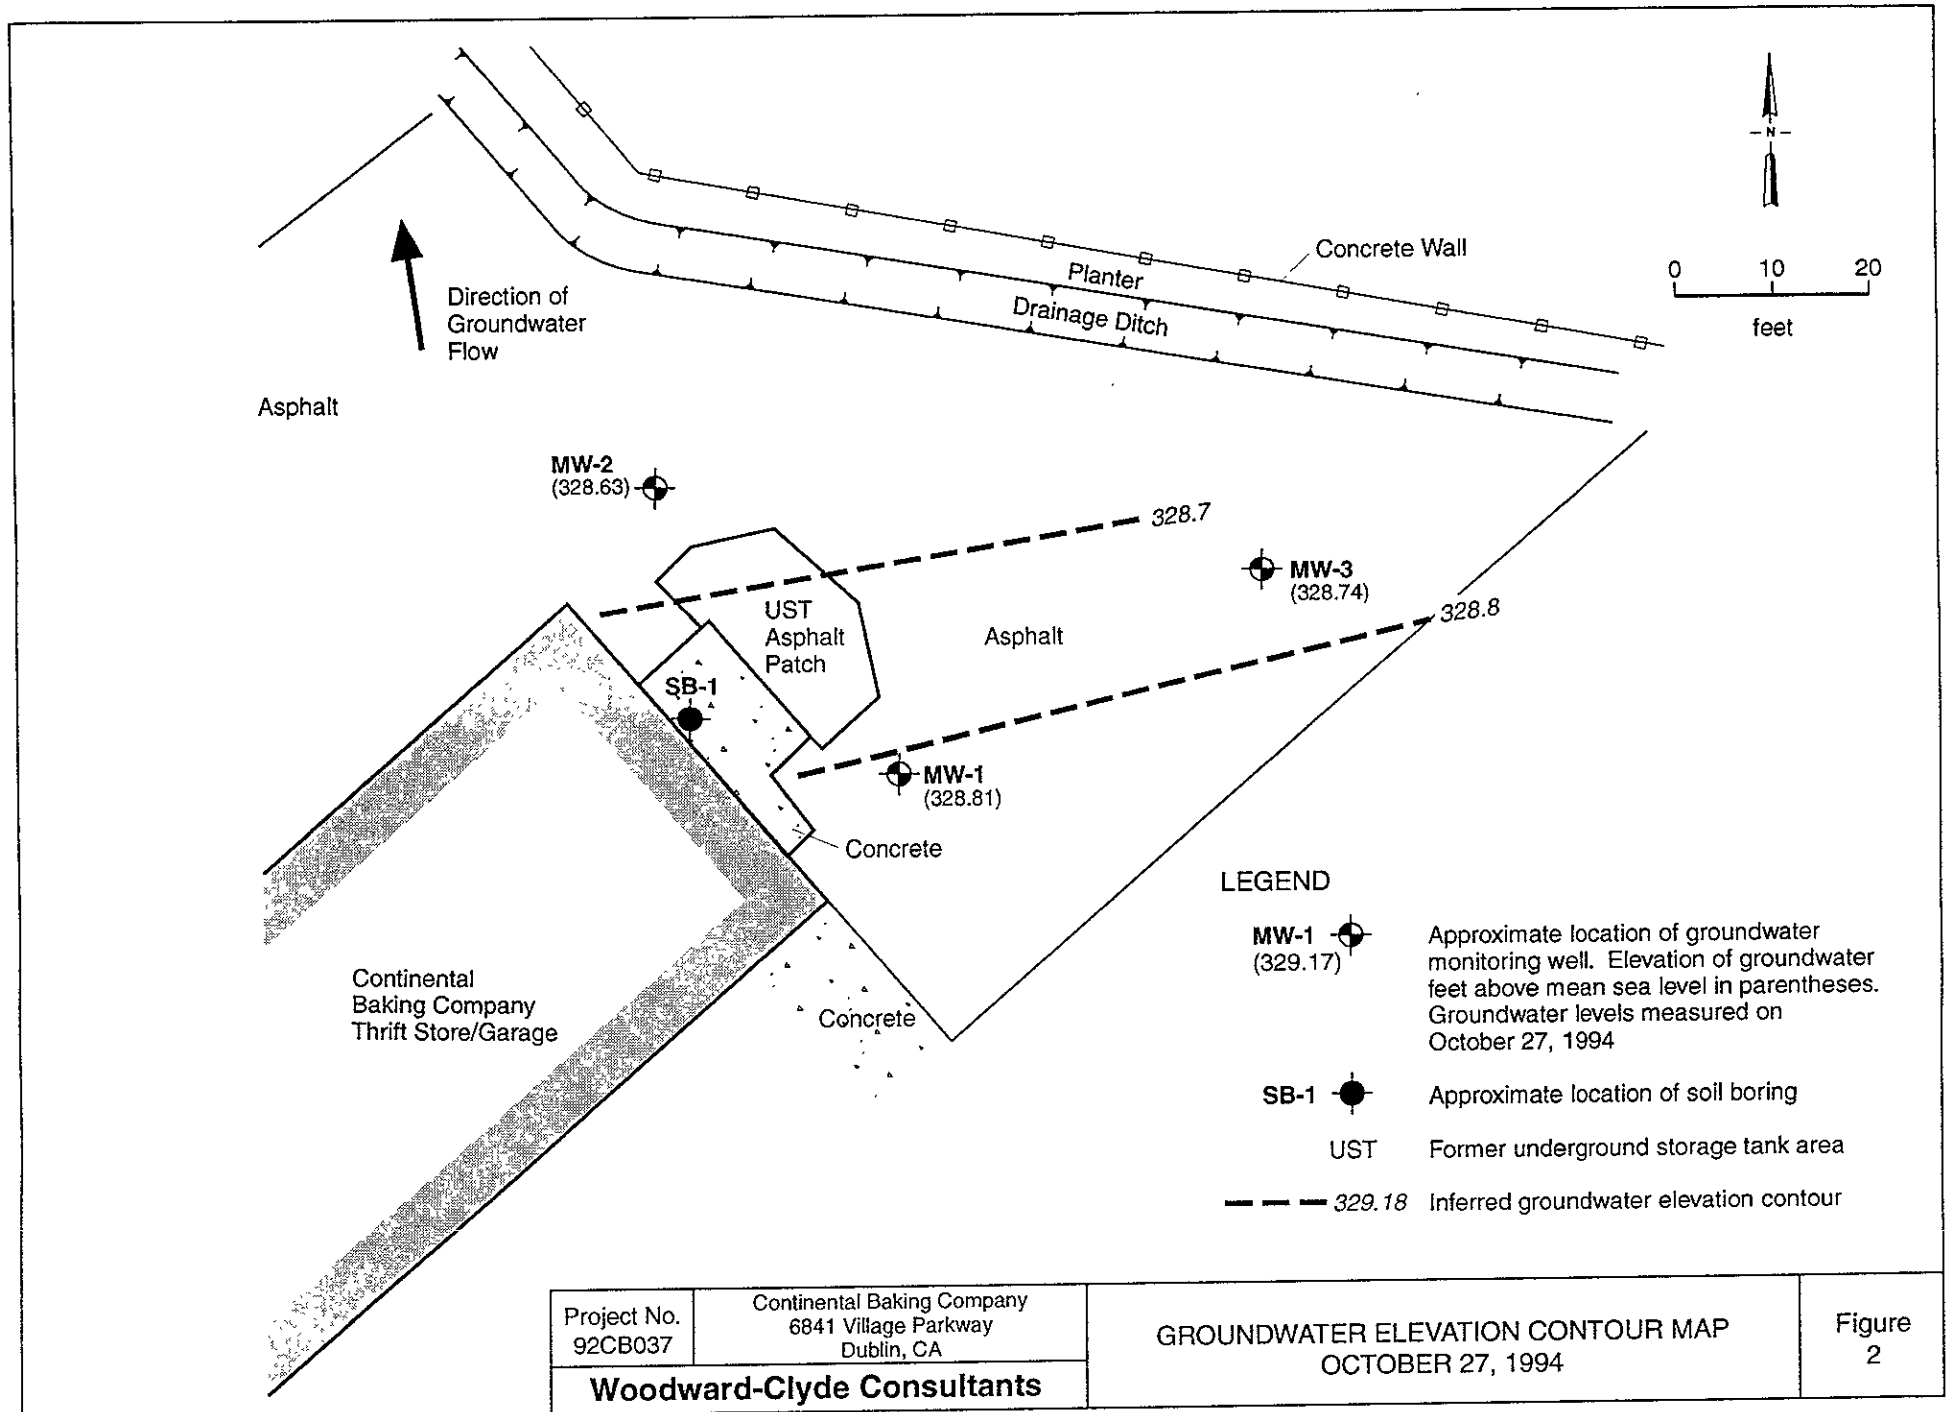 N
Concrete Wall
0 10 20
feet
Planter
Drainage Ditch
Direction of
Groundwater
Flow
Asphalt
MW-2
(328.63)
328.7
MW-3
(328.74)
328.8
UST
Asphalt
Patch
Asphalt
SB-1
MW-1
(328.81)
Concrete
Continental
Baking Company
Thrift Store/Garage
Concrete
LEGEND
MW-1
(329.17)
Approximate location of groundwater
monitoring well. Elevation of groundwater
feet above mean sea level in parentheses.
Groundwater levels measured on
October 27, 1994
SB-1 Approximate location of soil boring
UST Former underground storage tank area
329.18 Inferred groundwater elevation contour
Project No.
92CB037
Continental Baking Company
6841 Village Parkway
Dublin, CA
Woodward-Clyde Consultants
GROUNDWATER ELEVATION CONTOUR MAP
OCTOBER 27, 1994
Figure
2